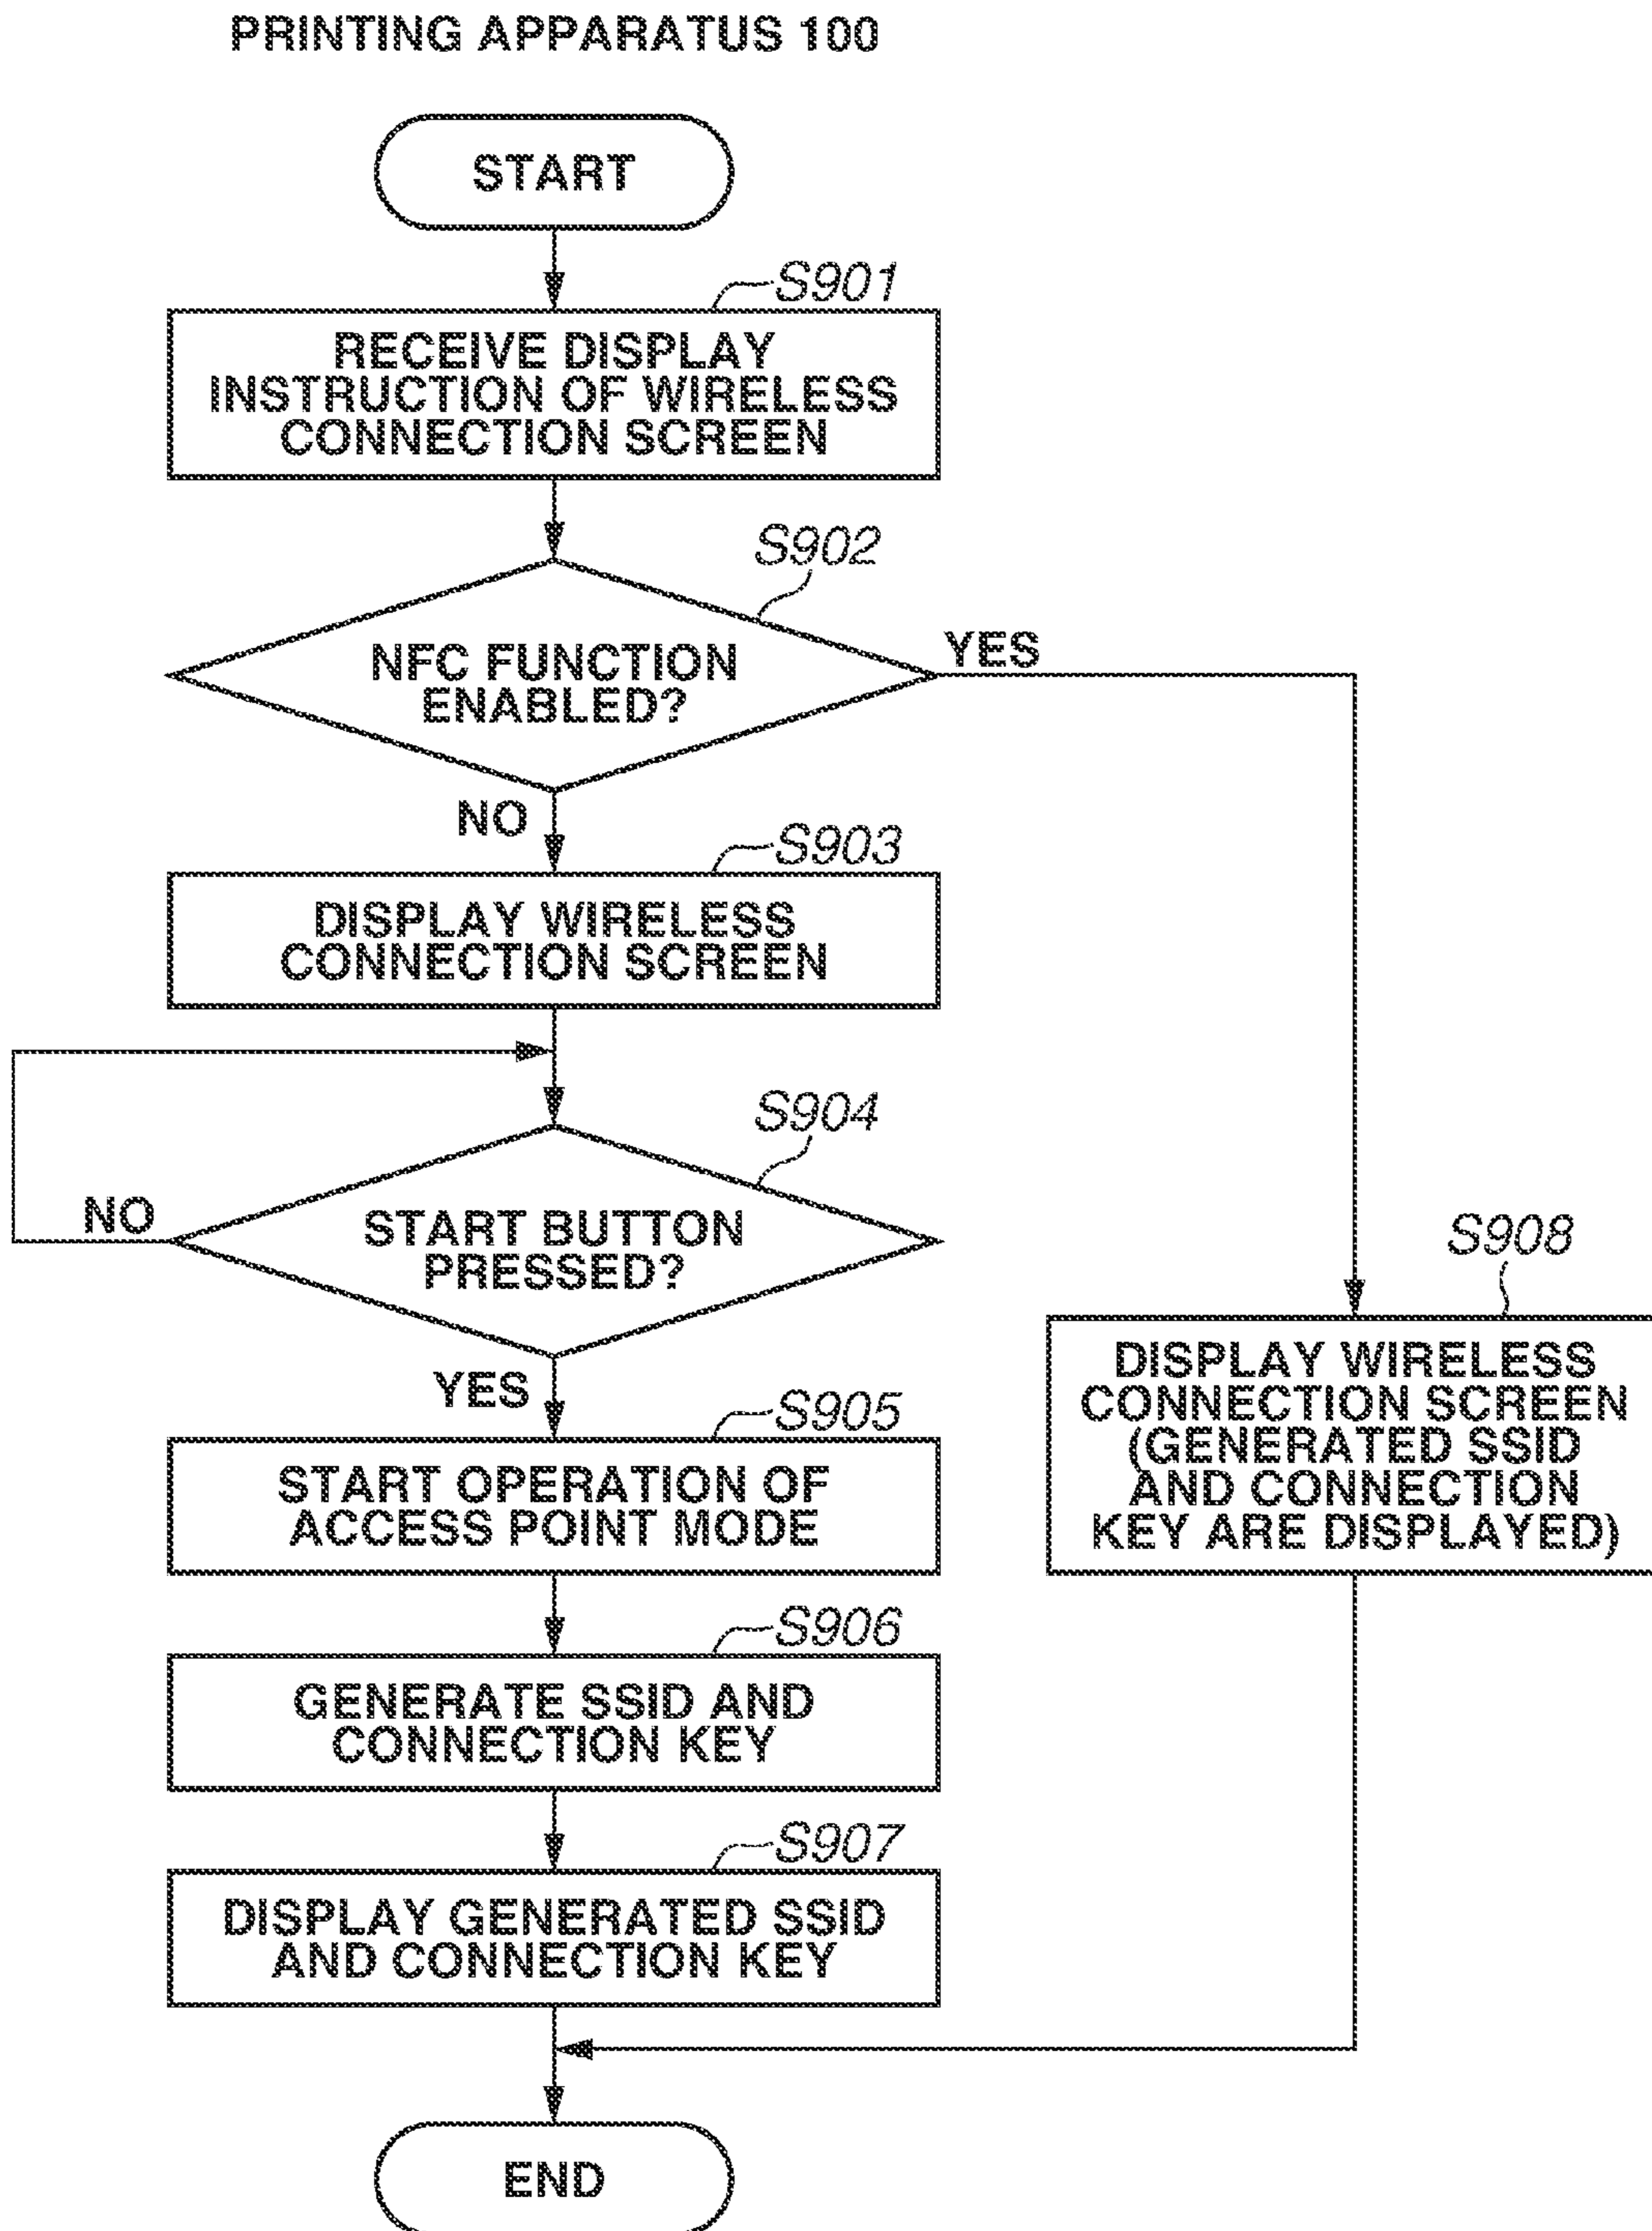 PRINTING APPARATUS 100
START
S901
RECEIVE DISPLAY
INSTRUCTION OF WIRELESS
CONNECTION SCREEN
S902
NFC FUNCTION
ENABLED?
YES
NO
S903
DISPLAY WIRELESS
CONNECTION SCREEN
S904
START BUTTON
PRESSED?
NO
YES
S905
START OPERATION OF
ACCESS POINT MODE
S906
GENERATE SSID AND
CONNECTION KEY
S907
DISPLAY GENERATED SSID
AND CONNECTION KEY
S908
DISPLAY WIRELESS
CONNECTION SCREEN
(GENERATED SSID
AND CONNECTION
KEY ARE DISPLAYED)
END